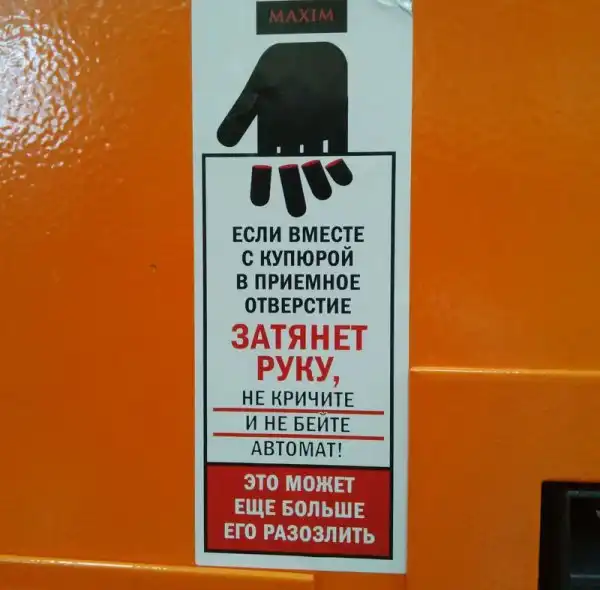 MAXIM
ЕСЛИ ВМЕСТЕ
С КУПЮРОЙ
В ПРИЕМНОЕ
ОТВЕРСТИЕ
ЗАТЯНЕТ
РУКУ,
НЕ КРИЧИТЕ
И НЕ БЕЙТЕ
АВТОМАТ!
ЭТО МОЖЕТ
ЕЩЕ БОЛЬШЕ
ЕГО РАЗОЗЛИТЬ